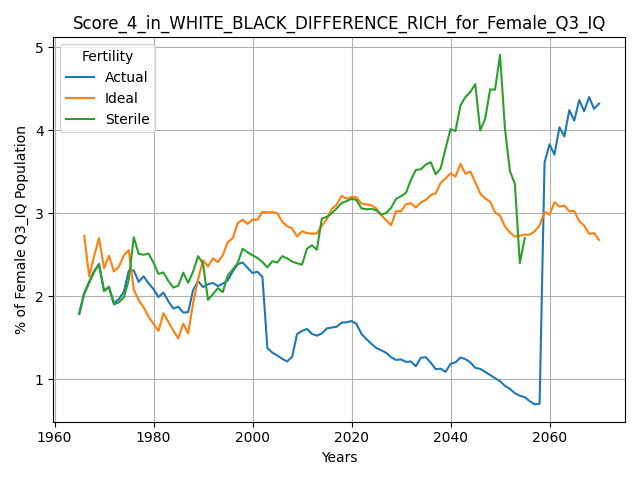 Score_4_in_WHITE_BLACK_DIFFERENCE_RICH_for_Female_Q3_IQ
Fertility
Actual
Ideal
Sterile
% of Female Q3_IQ Population
5
4
3
2
1
1960
1980
2000
2020
2040
2060
Years